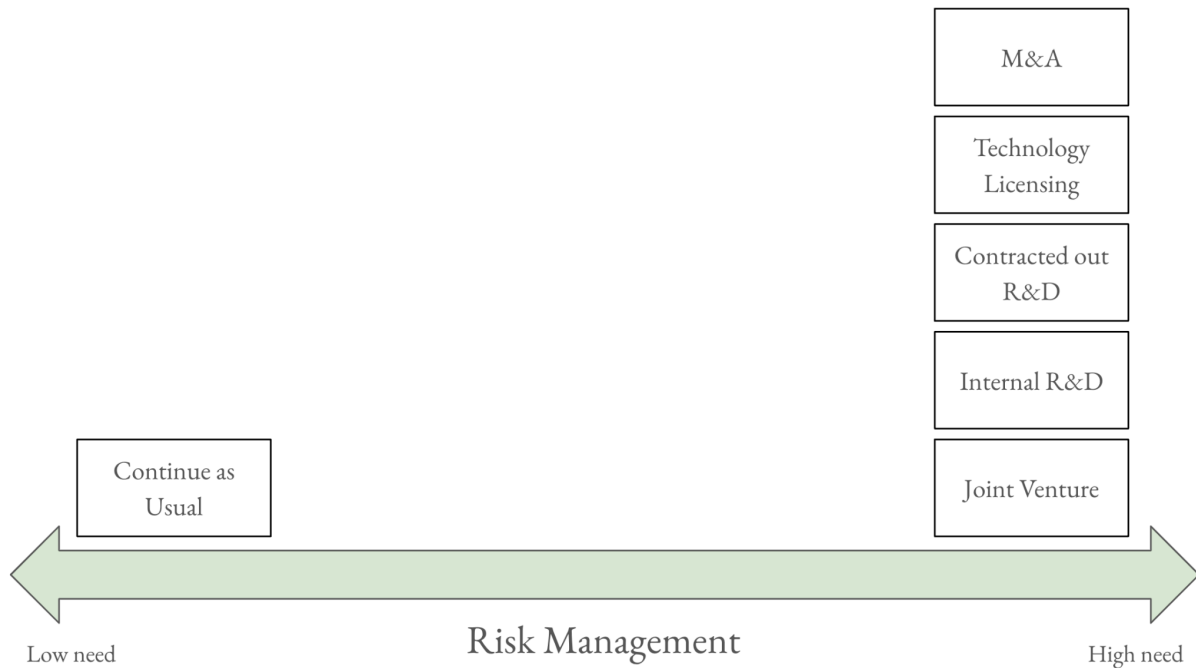 M&A
Technology
Licensing
Contracted out
R&D
Internal R&D
Continue as
Usual
Joint Venture
Risk Management
Low need
High need